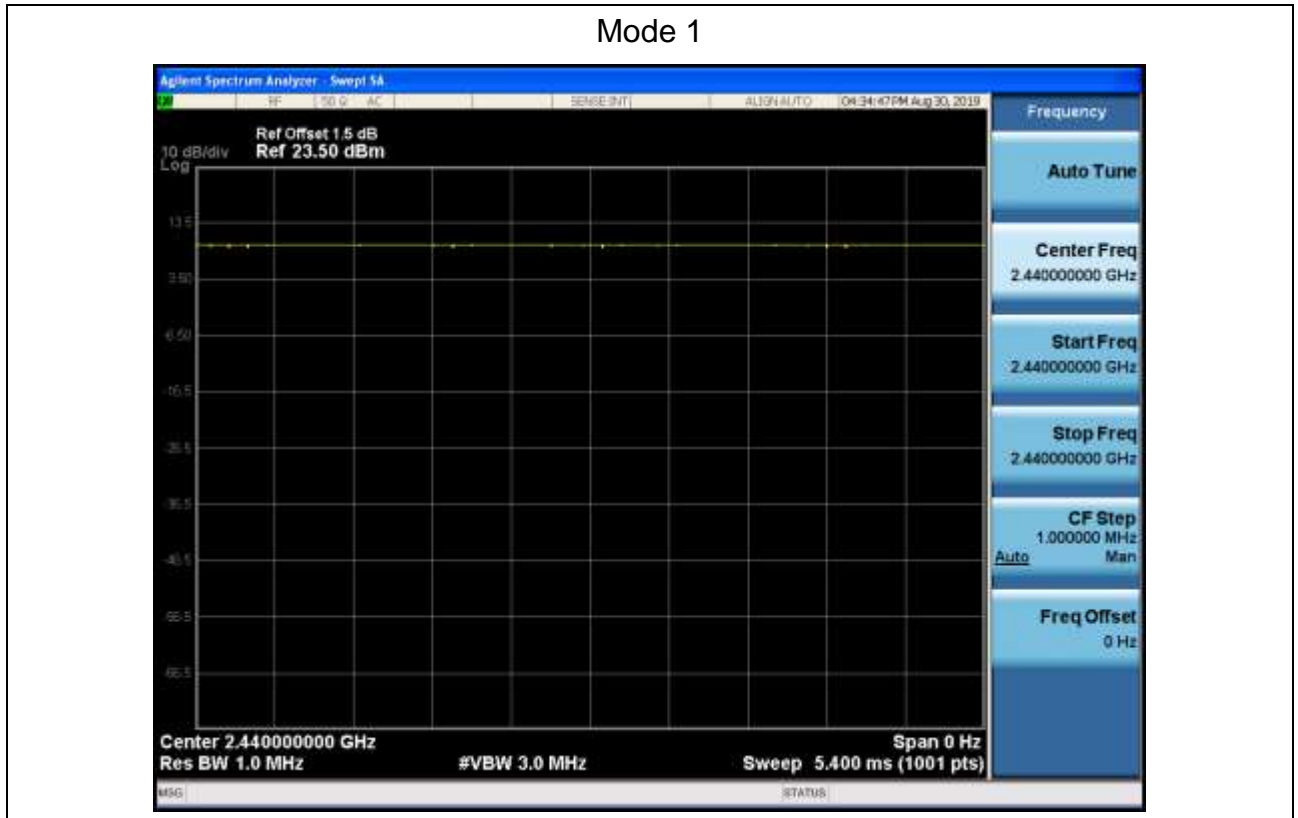 Mode 1
Agilent Spectrum Analyzer - Swept SA
RF 50 Ω AC SENSE:INT ALIGN AUTO 04:34:47 PM Aug 30, 2019
Frequency
Ref Offset 1.5 dB
10 dB/div Ref 23.50 dBm
Log
13.5
3.50
-6.50
-16.5
-26.5
-36.5
-46.5
-56.5
-66.5
Center 2.440000000 GHz Span 0 Hz
Res BW 1.0 MHz #VBW 3.0 MHz Sweep 5.400 ms (1001 pts)
Auto Tune
Center Freq
2.440000000 GHz
Start Freq
2.440000000 GHz
Stop Freq
2.440000000 GHz
CF Step
1.000000 MHz
Auto Man
Freq Offset
0 Hz
MSG STATUS